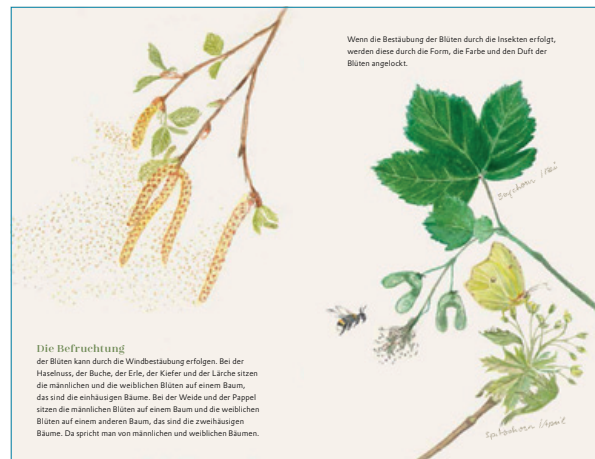 Wenn die Bestäubung der Blüten durch die Insekten erfolgt,
werden diese durch die Form, die Farbe und den Duft der
Blüten angelockt.
Bergahorn / Mai
Spitzahorn / April
Die Befruchtung
der Blüten kann durch die Windbestäubung erfolgen. Bei der
Haselnuss, der Buche, der Erle, der Kiefer und der Lärche sitzen
die männlichen und die weiblichen Blüten auf einem Baum,
das sind die einhäusigen Bäume. Bei der Weide und der Pappel
sitzen die männlichen Blüten auf einem Baum und die weiblichen
Blüten auf einem anderen Baum, das sind die zweihäusigen
Bäume. Da spricht man von männlichen und weiblichen Bäumen.